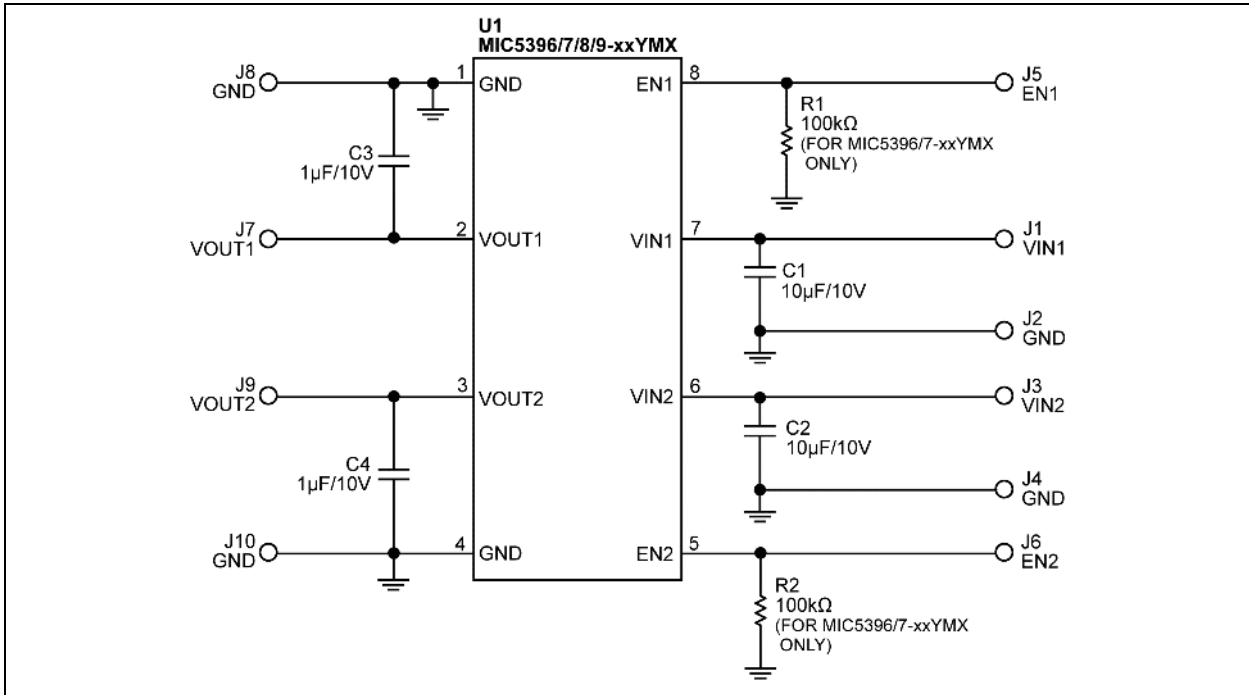 U1
MIC5396/7/8/9-xxYMX
J8
GND
1
GND
EN1
8
J5
EN1
R1
100kΩ
(FOR MIC5396/7-xxYMX
ONLY)
C3
1µF/10V
J7
VOUT1
2
VOUT1
VIN1
7
J1
VIN1
C1
10µF/10V
J2
GND
J9
VOUT2
3
VOUT2
VIN2
6
J3
VIN2
C2
10µF/10V
C4
1µF/10V
J4
GND
J10
GND
4
GND
EN2
5
J6
EN2
R2
100kΩ
(FOR MIC5396/7-xxYMX
ONLY)